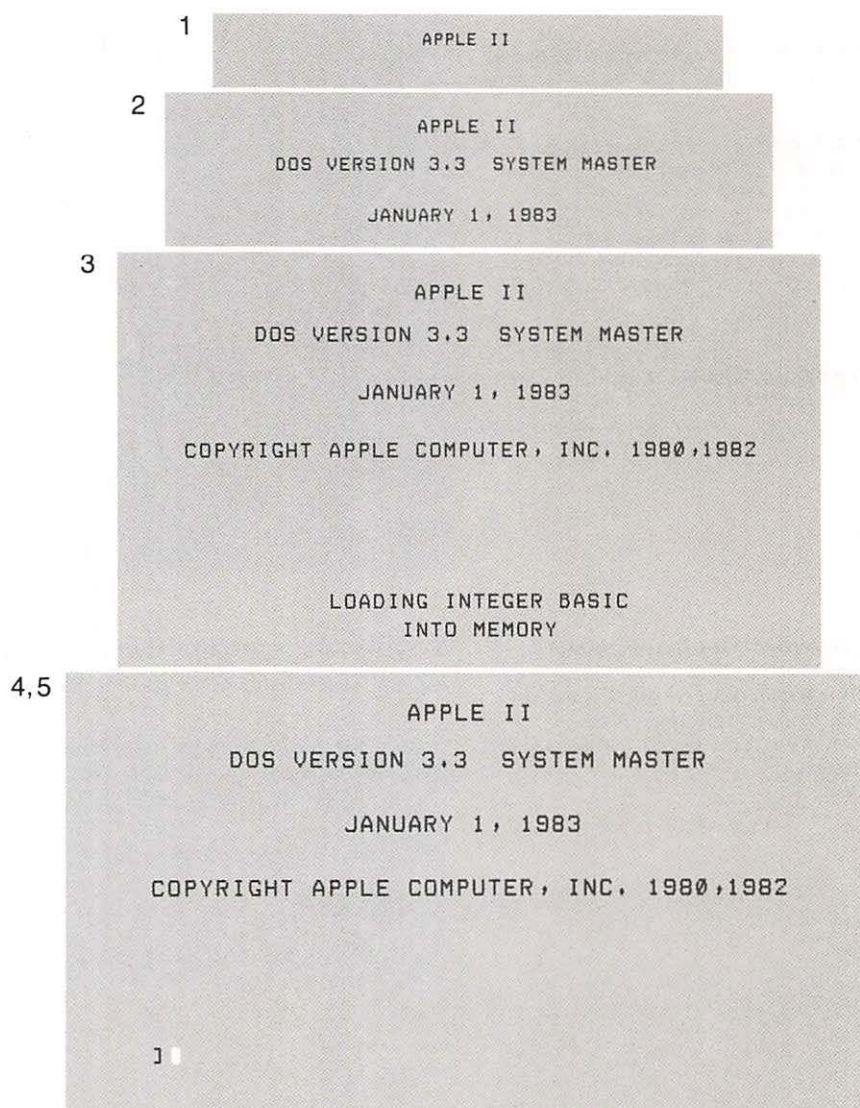 1
APPLE II
2
APPLE II
DOS VERSION 3.3  SYSTEM MASTER
JANUARY 1, 1983
3
APPLE II
DOS VERSION 3.3  SYSTEM MASTER
JANUARY 1, 1983
COPYRIGHT APPLE COMPUTER, INC. 1980,1982
LOADING INTEGER BASIC
INTO MEMORY
4,5
APPLE II
DOS VERSION 3.3  SYSTEM MASTER
JANUARY 1, 1983
COPYRIGHT APPLE COMPUTER, INC. 1980,1982
]